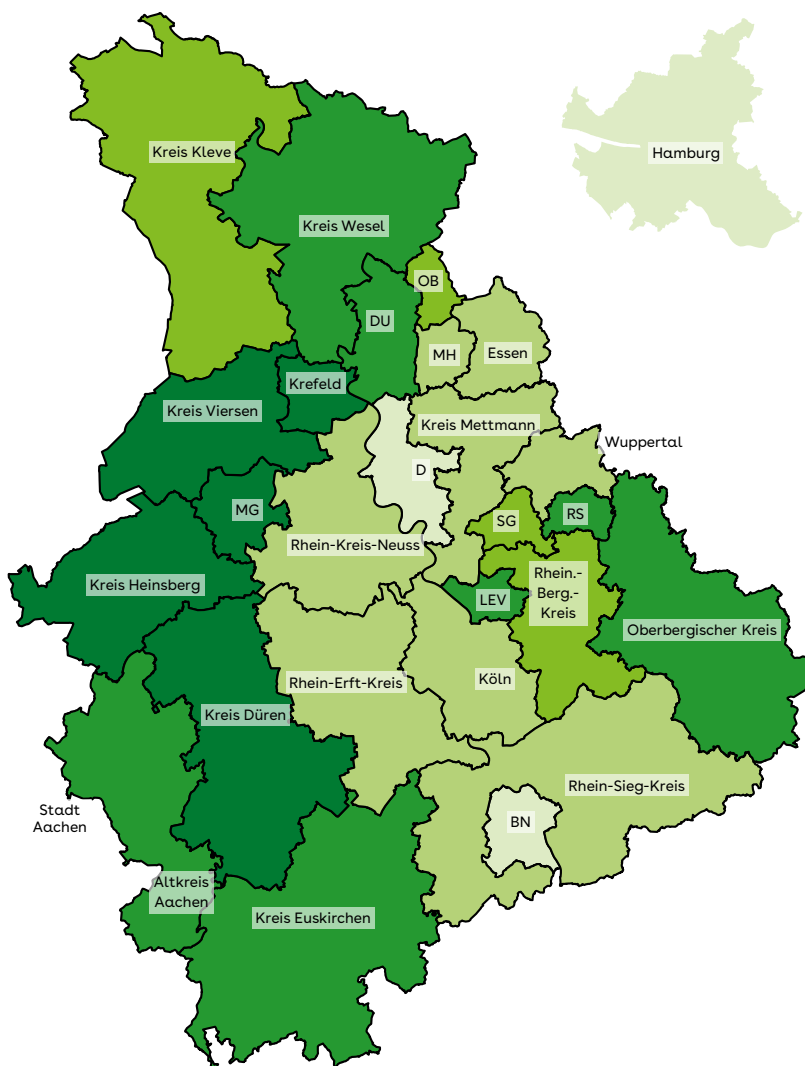 Kreis Kleve
Hamburg
Kreis Wesel
OB
DU
MH
Essen
Krefeld
Kreis Viersen
Kreis Mettmann
Wuppertal
D
MG
SG
RS
Rhein-Kreis-Neuss
Kreis Heinsberg
Rhein.-
Berg.-
Kreis
LEV
Oberbergischer Kreis
Rhein-Erft-Kreis
Köln
Kreis Düren
Rhein-Sieg-Kreis
Stadt
Aachen
BN
Altkreis
Aachen
Kreis Euskirchen